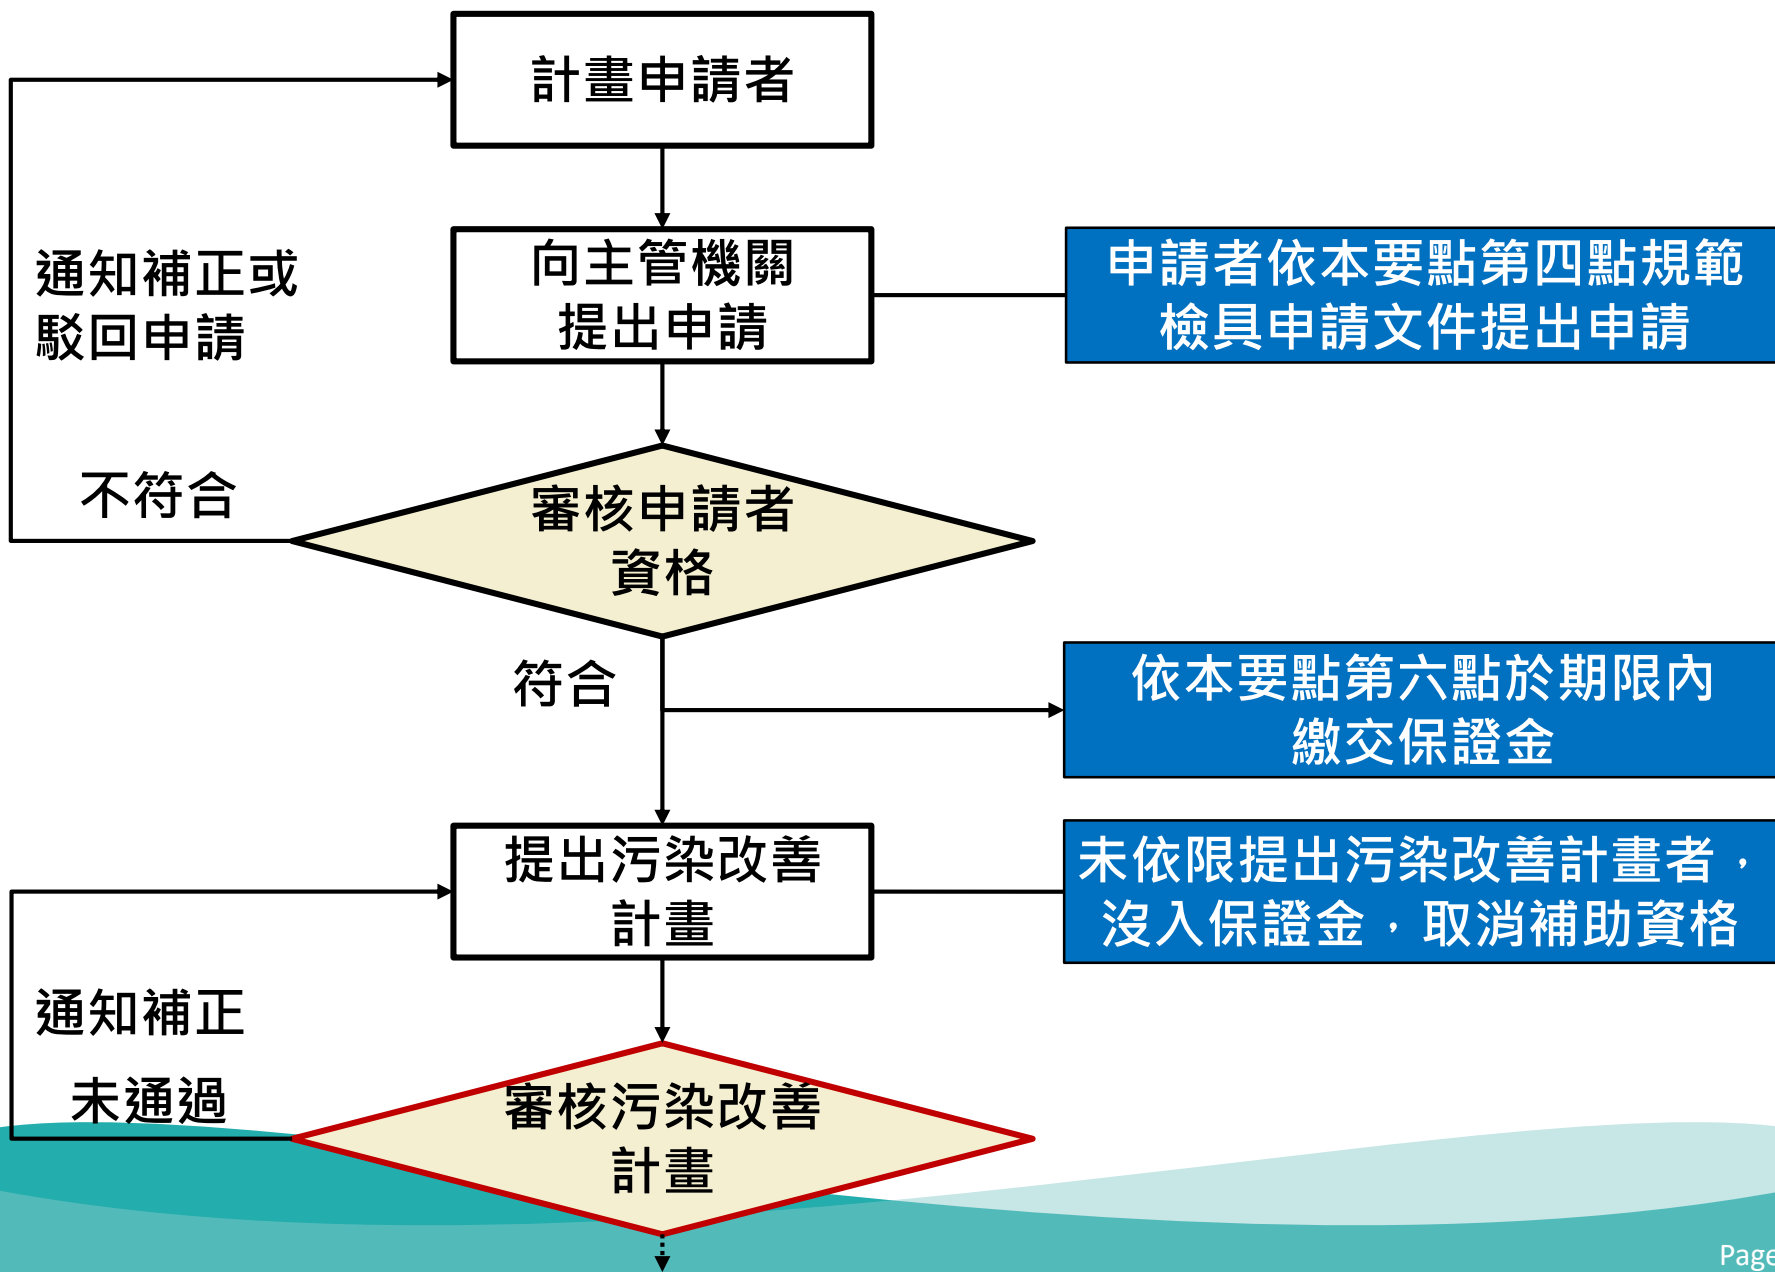 計畫申請者
通知補正或
駁回申請
向主管機關
提出申請
申請者依本要點第四點規範
檢具申請文件提出申請
不符合
審核申請者
資格
符合
依本要點第六點於期限內
繳交保證金
提出污染改善
計畫
未依限提出污染改善計畫者，
沒入保證金，取消補助資格
通知補正
未通過
審核污染改善
計畫
Page